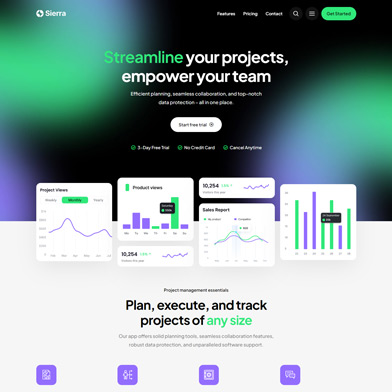 Sierra
Features
Pricing
Contact
Get Started
Streamline your projects,
empower your team
Efficient planning, seamless collaboration, and top-notch
data protection – all in one place.
Start free trial
3-Day Free Trial
No Credit Card
Cancel Anytime
Project Views
Weekly
Monthly
Yearly
Product views
10,254
Sales Report
10,254
Project management essentials
Plan, execute, and track
projects of any size
Our app offers solid planning tools, seamless collaboration features,
robust data protection, and unparalleled software support.